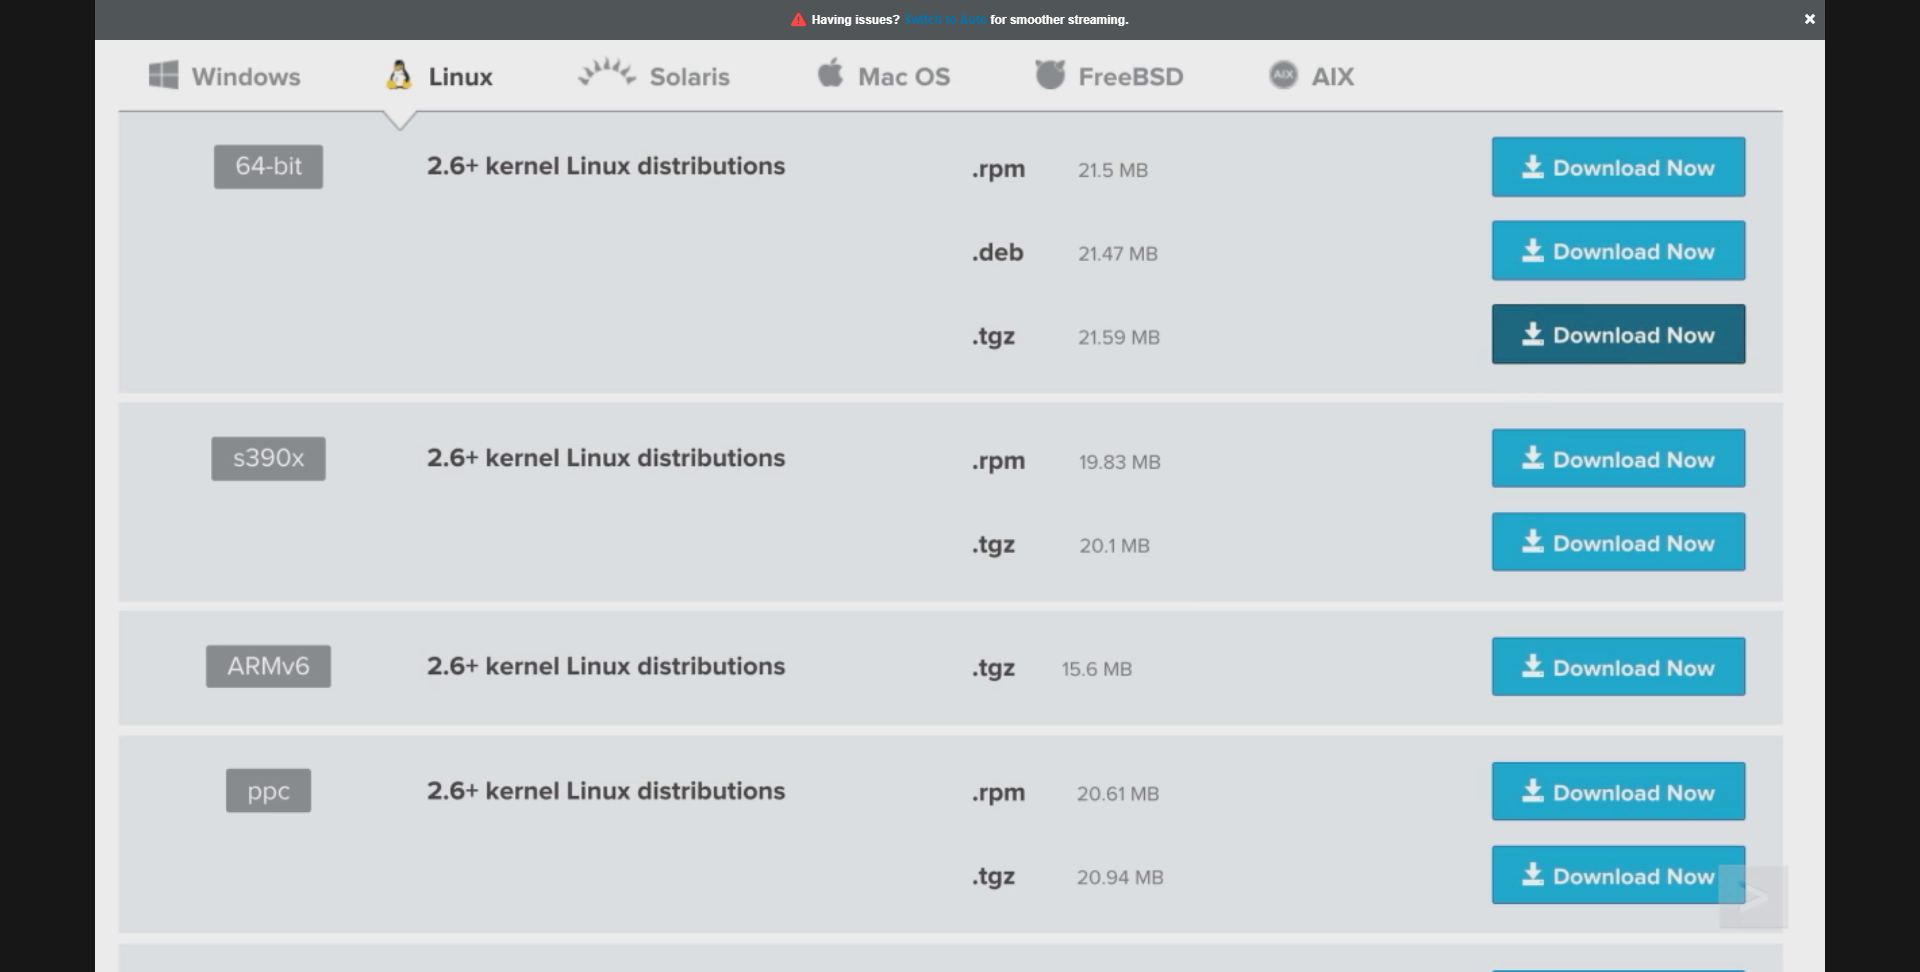 Having issues? Switch to Auto for smoother streaming.
Windows Linux Solaris Mac OS FreeBSD AIX AIX
64-bit 2.6+ kernel Linux distributions .rpm 21.5 MB Download Now
.deb 21.47 MB Download Now
.tgz 21.59 MB Download Now
s390x 2.6+ kernel Linux distributions .rpm 19.83 MB Download Now
.tgz 20.1 MB Download Now
ARMv6 2.6+ kernel Linux distributions .tgz 15.6 MB Download Now
ppc 2.6+ kernel Linux distributions .rpm 20.61 MB Download Now
.tgz 20.94 MB Download Now